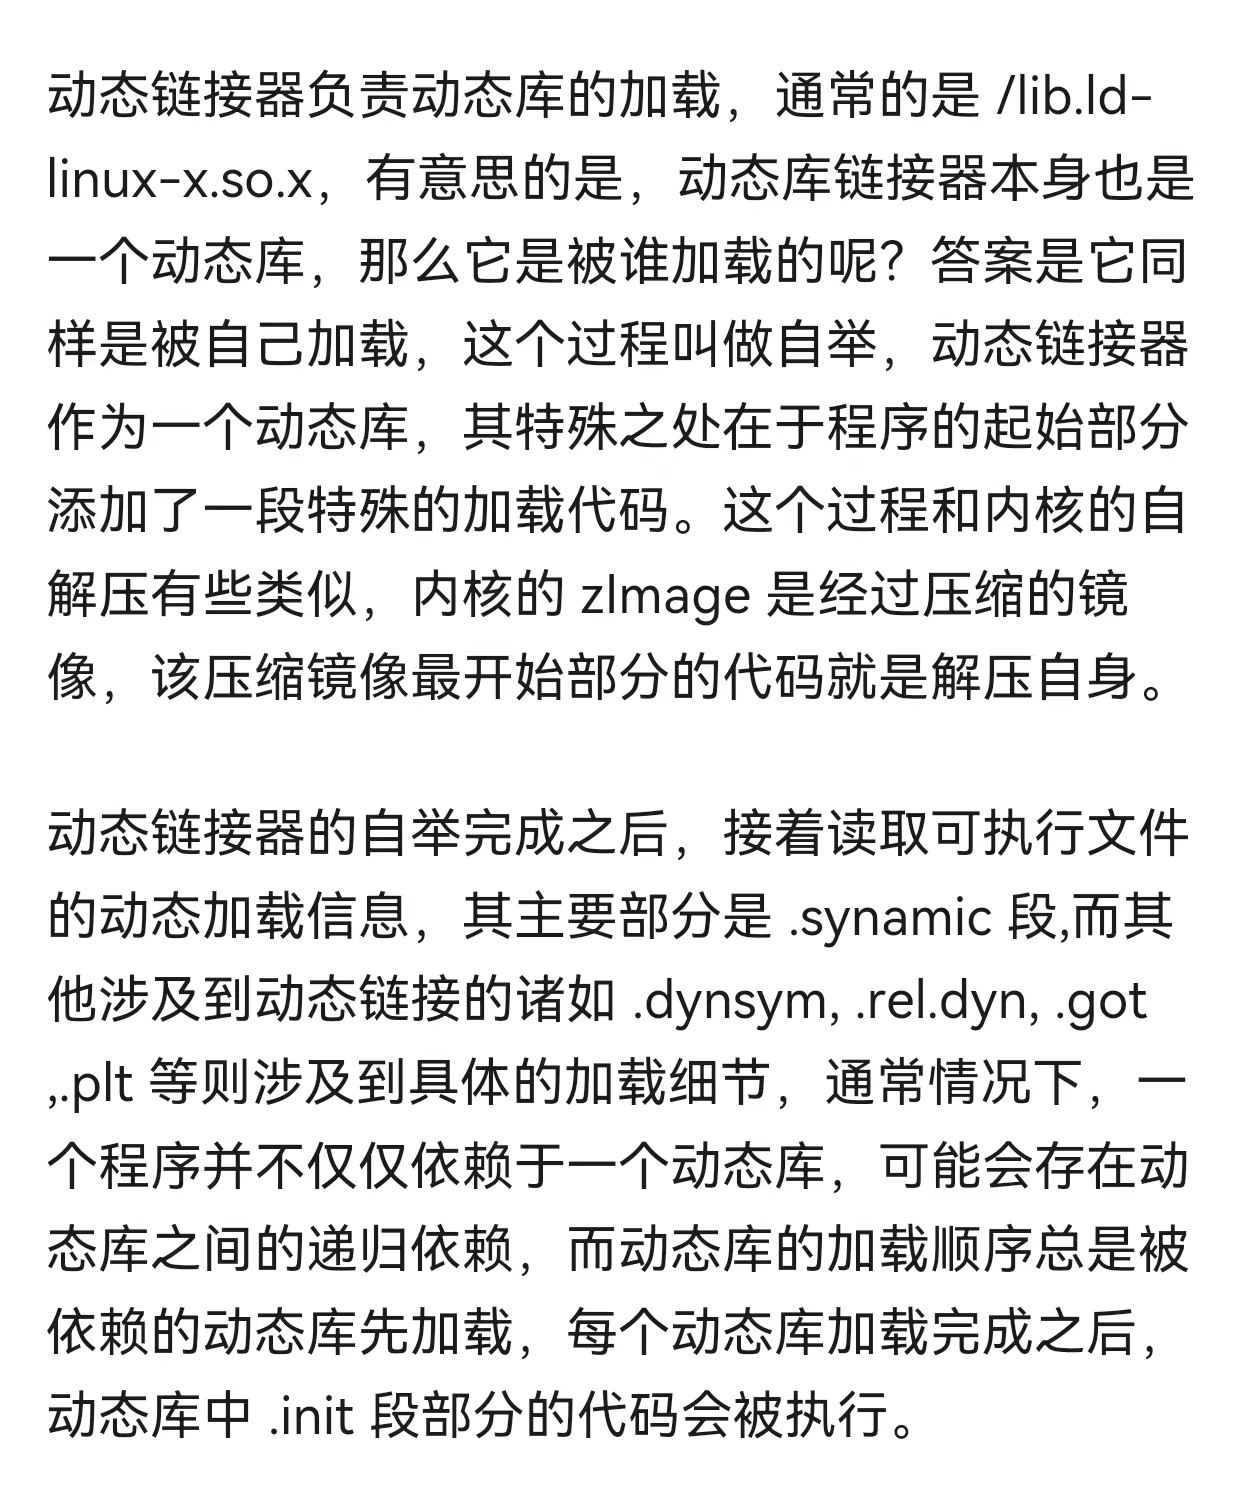 动态链接器负责动态库的加载，通常的是 /lib.ld-
linux-x.so.x，有意思的是，动态库链接器本身也是
一个动态库，那么它是被谁加载的呢？答案是它同
样是被自己加载，这个过程叫做自举，动态链接器
作为一个动态库，其特殊之处在于程序的起始部分
添加了一段特殊的加载代码。这个过程和内核的自
解压有些类似，内核的 zImage 是经过压缩的镜
像，该压缩镜像最开始部分的代码就是解压自身。
动态链接器的自举完成之后，接着读取可执行文件
的动态加载信息，其主要部分是 .synamic 段,而其
他涉及到动态链接的诸如 .dynsym, .rel.dyn, .got
,.plt 等则涉及到具体的加载细节，通常情况下，一
个程序并不仅仅依赖于一个动态库，可能会存在动
态库之间的递归依赖，而动态库的加载顺序总是被
依赖的动态库先加载，每个动态库加载完成之后，
动态库中 .init 段部分的代码会被执行。